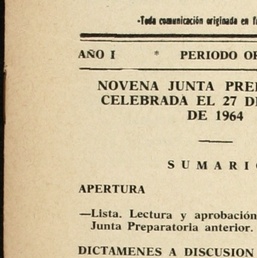 -Toda comunicación originada en
AÑO I * PERIODO
NOVENA JUNTA
CELEBRADA EL 27
DE 1964
SUMARI
APERTURA
—Lista. Lectura y aprobación
Junta Preparatoria anterior.
DICTAMENES A DISCUSION